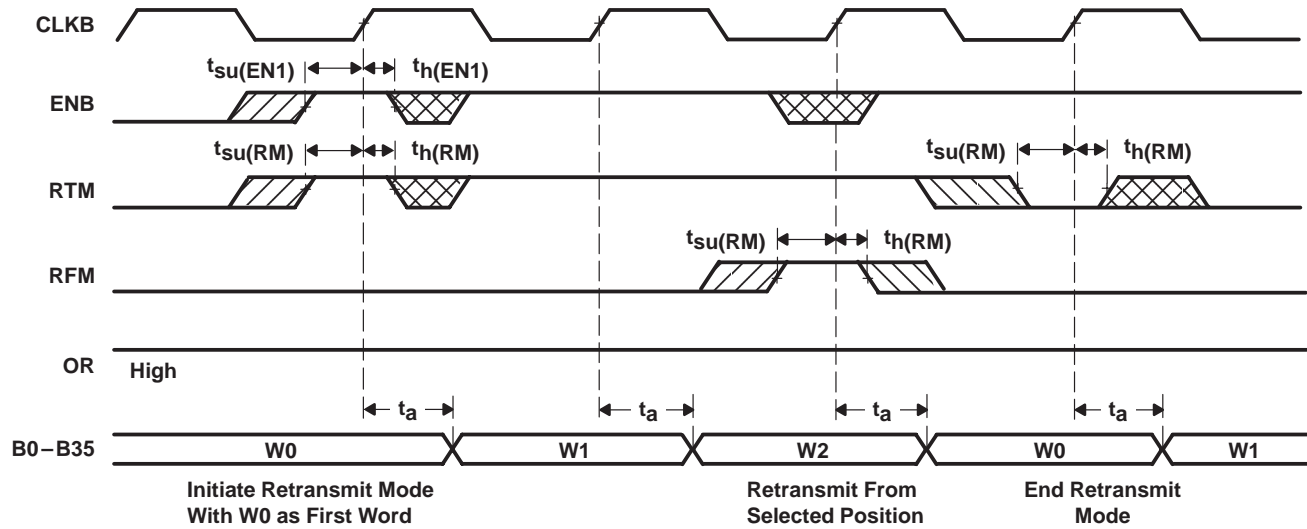 CLKB
tsu(EN1) th(EN1)
ENB
tsu(RM) th(RM) tsu(RM) th(RM)
RTM
tsu(RM) th(RM)
RFM
OR High
ta ta ta ta
B0–B35 W0 W1 W2 W0 W1
Initiate Retransmit Mode
With W0 as First Word
Retransmit From
Selected Position
End Retransmit
Mode